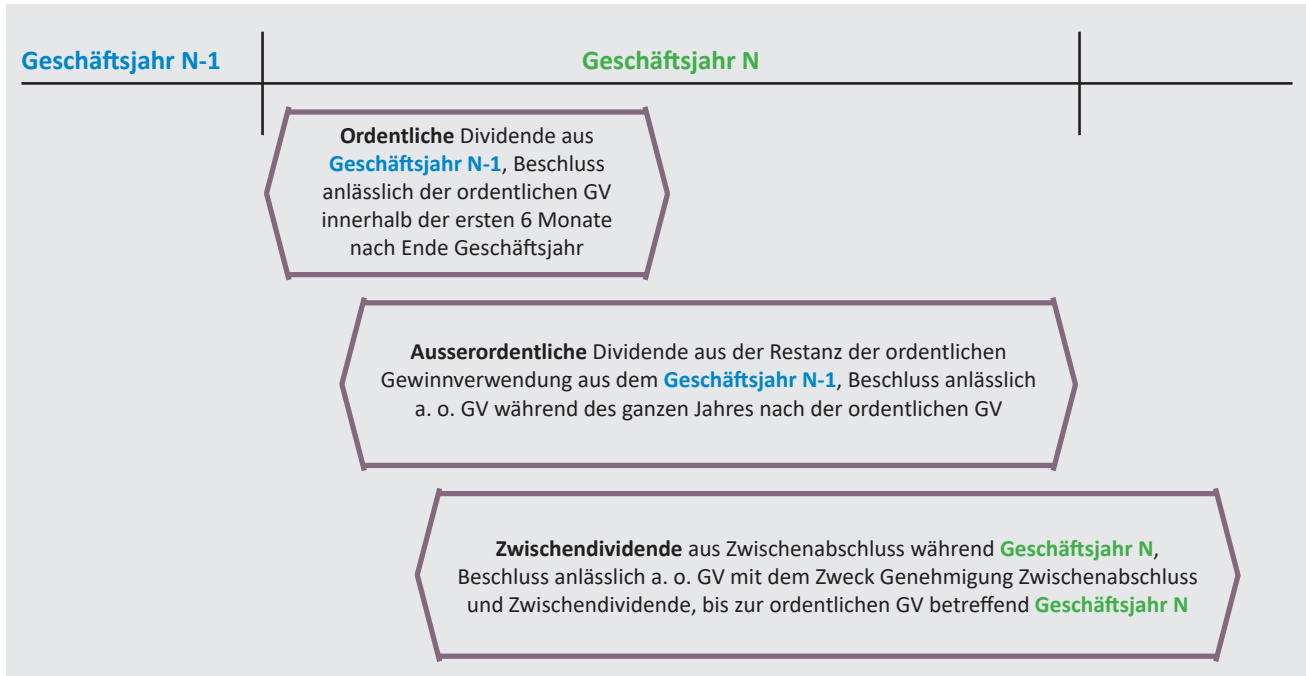 Geschäftsjahr N-1
Geschäftsjahr N
Ordentliche Dividende aus
Geschäftsjahr N-1, Beschluss
anlässlich der ordentlichen GV
innerhalb der ersten 6 Monate
nach Ende Geschäftsjahr
Ausserordentliche Dividende aus der Restanz der ordentlichen
Gewinnverwendung aus dem Geschäftsjahr N-1, Beschluss anlässlich
a. o. GV während des ganzen Jahres nach der ordentlichen GV
Zwischendividende aus Zwischenabschluss während Geschäftsjahr N,
Beschluss anlässlich a. o. GV mit dem Zweck Genehmigung Zwischenabschluss
und Zwischendividende, bis zur ordentlichen GV betreffend Geschäftsjahr N